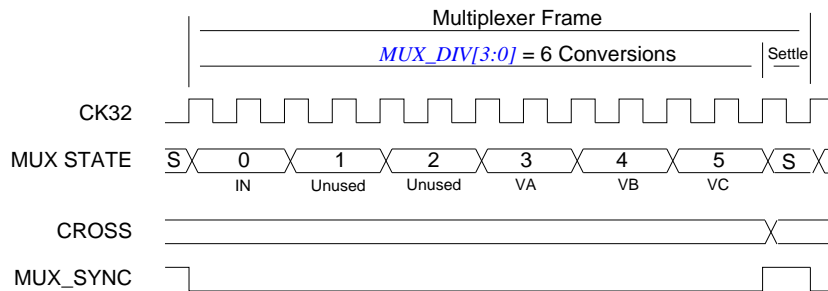 Multiplexer Frame
MUX_DIV[3:0] = 6 Conversions
Settle
CK32
MUX STATE
S 0 1 2 3 4 5 S
IN Unused Unused VA VB VC
CROSS
MUX_SYNC